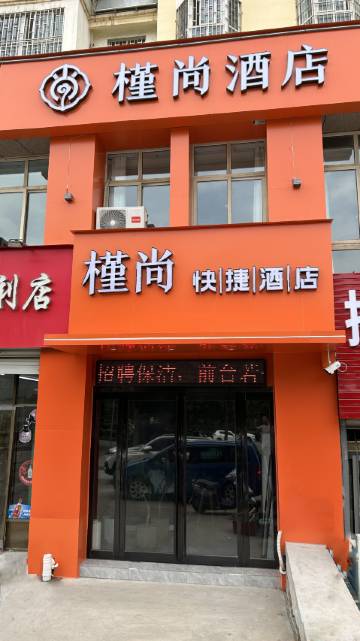 槿尚酒店
槿尚 快捷酒店
利店
招聘保洁，前台若